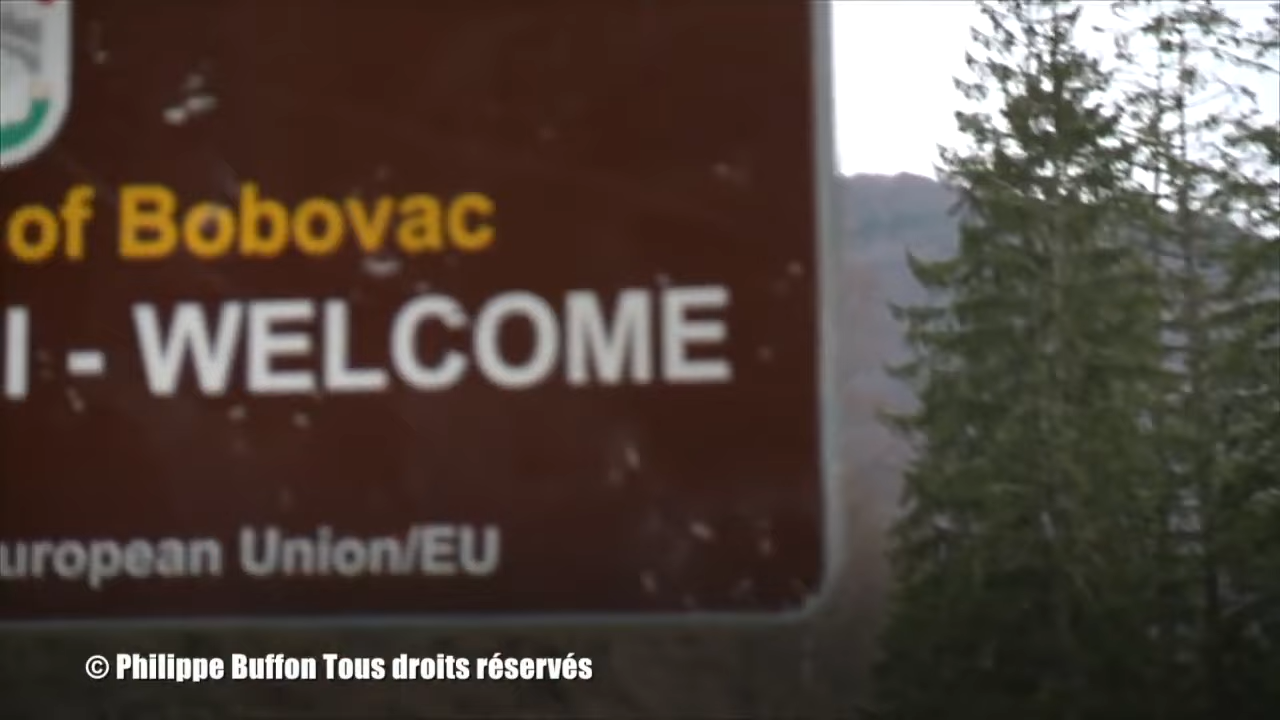 of Bobovac
I - WELCOME
uropean Union/EU
© Philippe Buffon Tous droits réservés